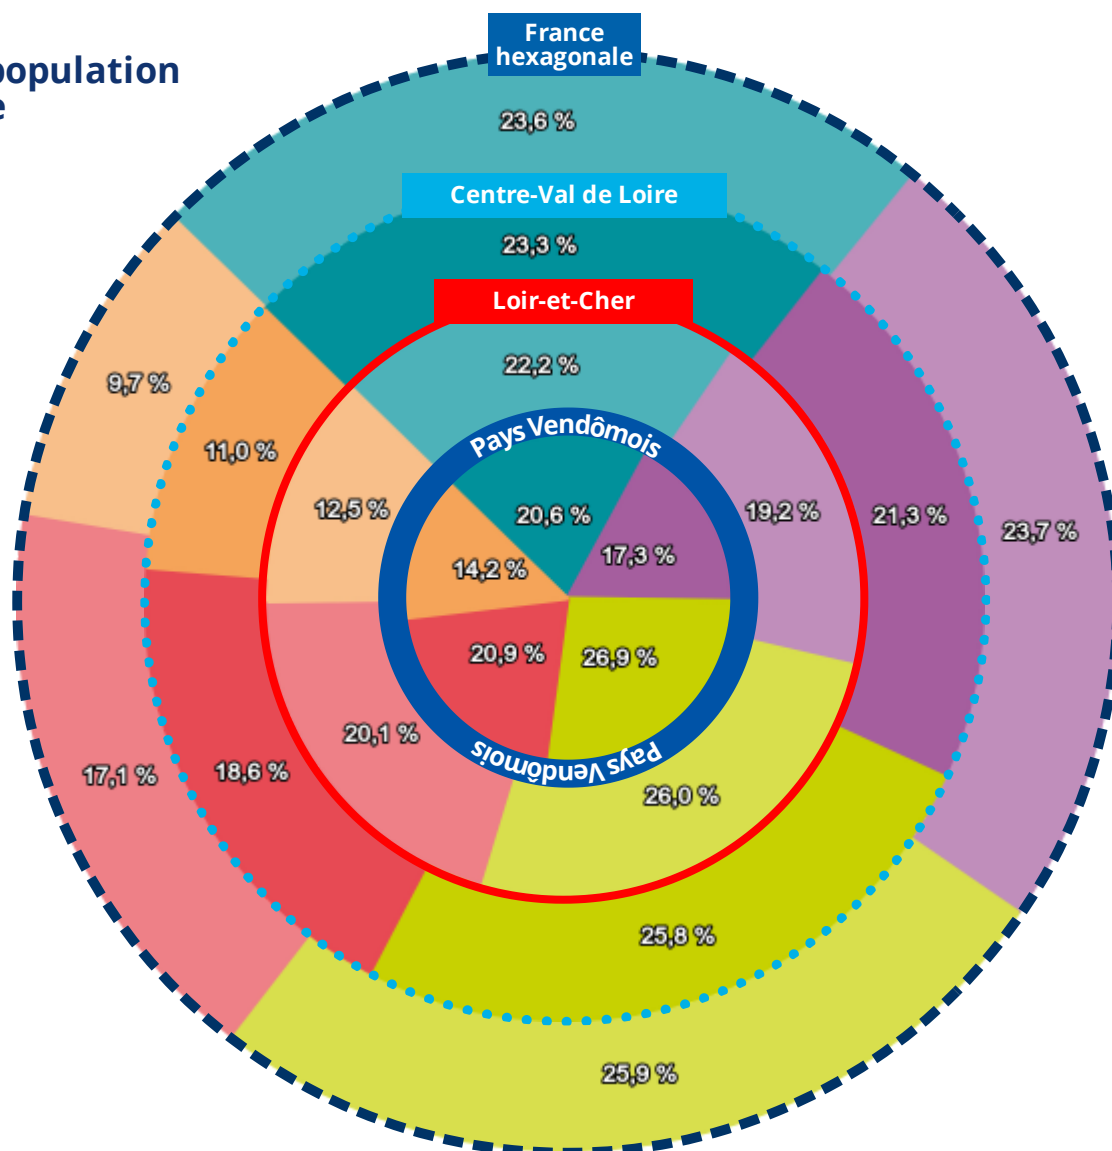 population
e
France
hexagonale
23,6 %
Centre-Val de Loire
23,3 %
Loir-et-Cher
22,2 %
9,7 %
Pays Vendômois
11,0 %
12,5 %
20,6 %
19,2 %
21,3 %
23,7 %
17,3 %
14,2 %
20,9 %
26,9 %
20,1 %
Pays Vendômois
17,1 %
18,6 %
26,0 %
25,8 %
25,9 %